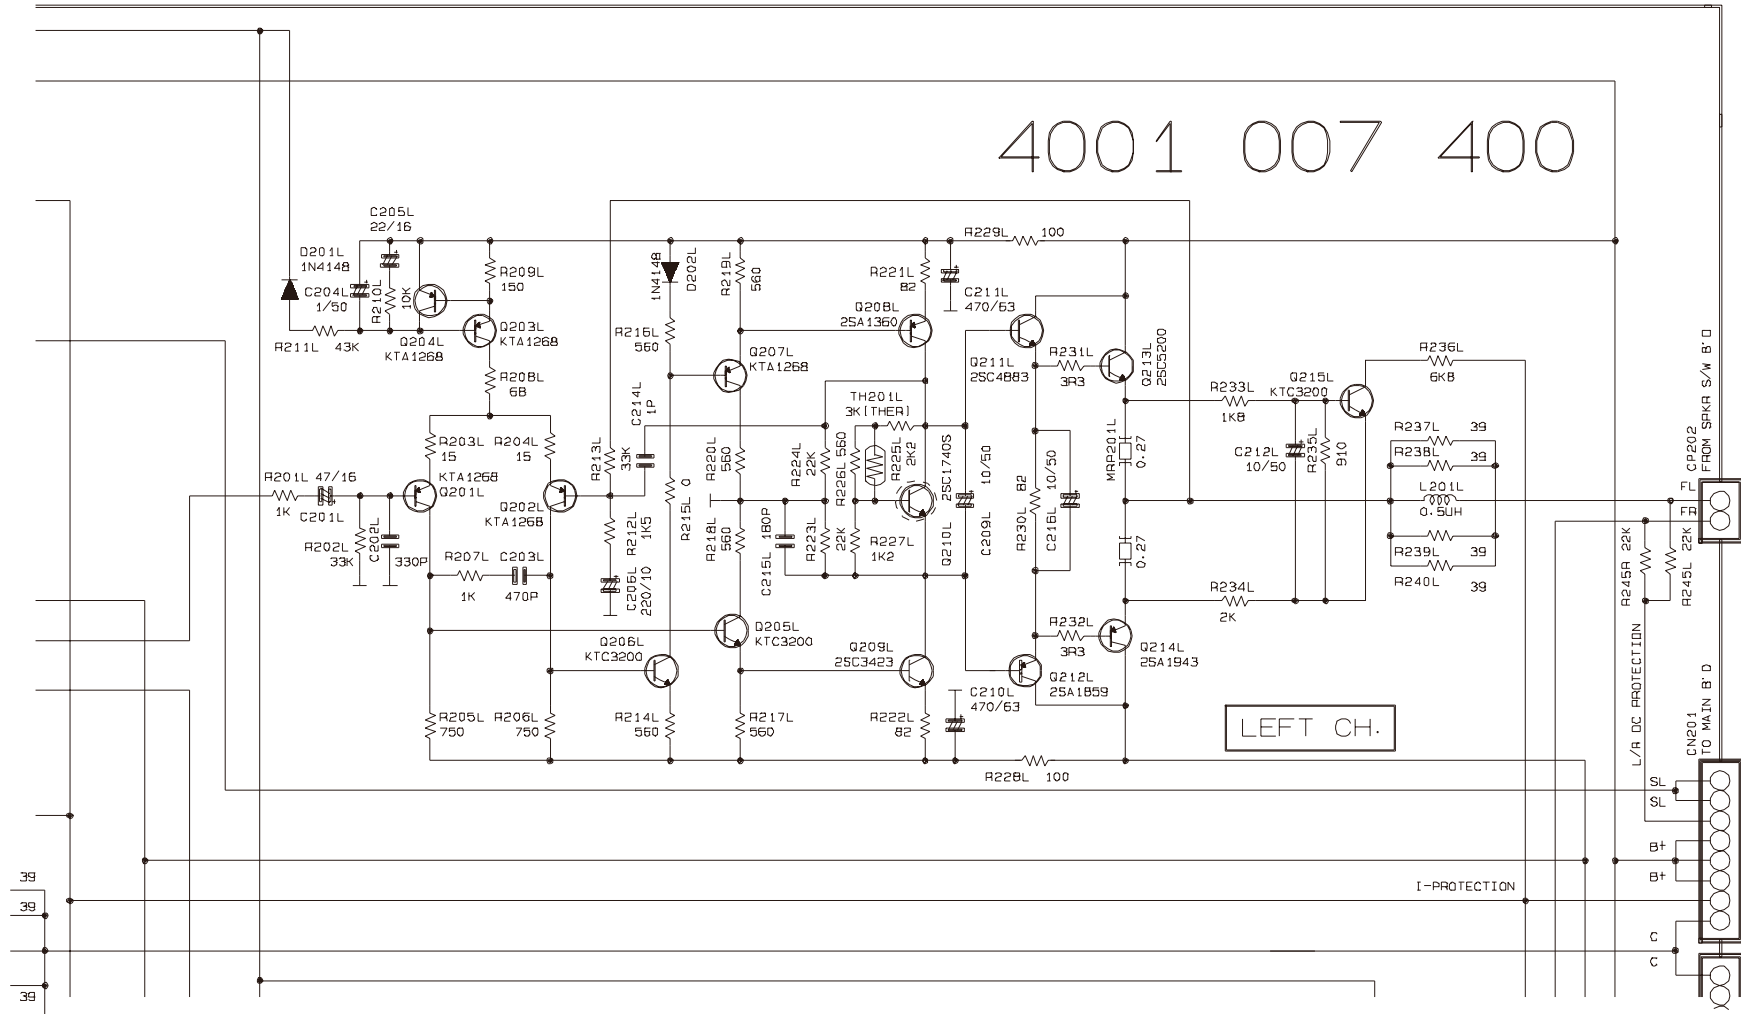 4001 007 400
C205L
22/16
D201L
1N4148
C204L
1/50
R210L
10K
R209L
150
R211L 43K
Q204L
KTA1268
Q203L
KTA1268
R208L
68
R203L
15
R204L
15
KTA1268
Q201L
Q202L
KTA1268
R201L 47/16
1K
C201L
R202L
33K
C202L
330P
R207L
1K
C203L
470P
R205L
750
R206L
750
1N4148
D202L
R216L
560
R219L
560
Q207L
KTA1268
C214L
1P
R213L
33K
R212L
1K5
C206L
220/10
R215L 0
R220L
560
R218L
560
C215L 180P
Q205L
KTC3200
Q206L
KTC3200
R214L
560
R217L
560
R221L
82
Q208L
2SA1360
TH201L
3K(THER)
R224L
22K
R226L 560
R225L
2K2
R223L
22K
R227L
1K2
2SC1740S
Q210L
10/50
C209L
Q209L
2SC3423
R222L
82
R229L 100
C211L
470/63
C210L
470/63
R228L 100
Q211L
2SC4883
R231L
3R3
Q213L
2SC5200
R230L 82
10/50
C216L
MRP201L
0.27
0.27
R232L
3R3
Q214L
2SA1943
Q212L
2SA1859
R233L
1K8
R234L
2K
Q215L
KTC3200
C212L
10/50
R235L
910
R236L
6K8
R237L 39
R238L 39
L201L
0.5UH
R239L 39
R240L 39
LEFT CH.
CP202
FROM SPKR S/W B'D
FL
FR
R245R 22K
R245L 22K
L/R DC PROTECTION
CN201
TO MAIN B'D
SL
SL
B+
B+
I-PROTECTION
C
C
39
39
39